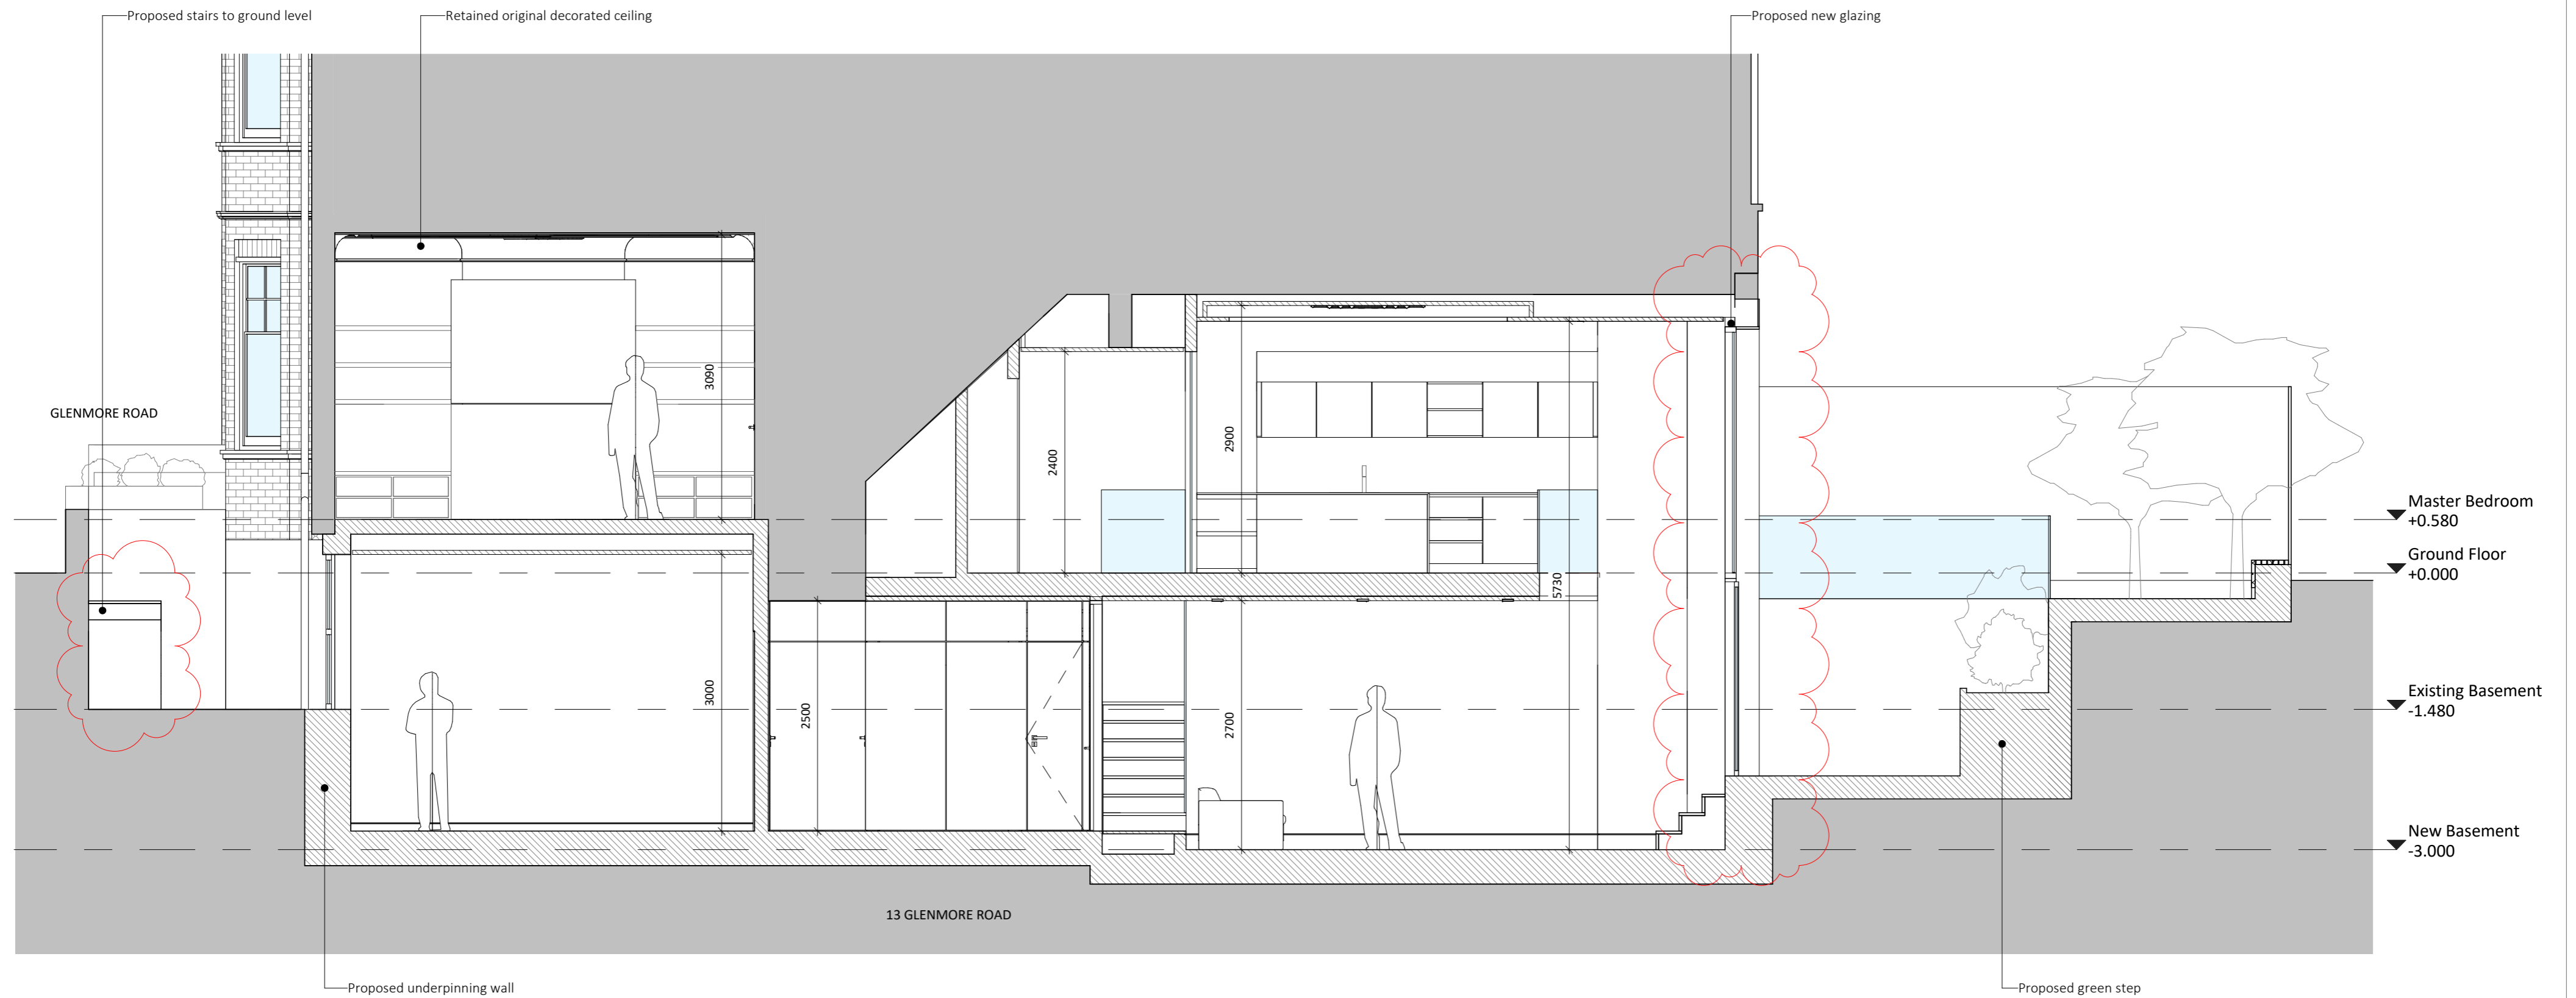 Proposed stairs to ground level
Retained original decorated ceiling
Proposed new glazing
3090
GLENMORE ROAD
2400
2900
Master Bedroom
+0.580
Ground Floor
+0.000
5730
3000
2500
2700
Existing Basement
-1.480
New Basement
-3.000
13 GLENMORE ROAD
Proposed underpinning wall
Proposed green step